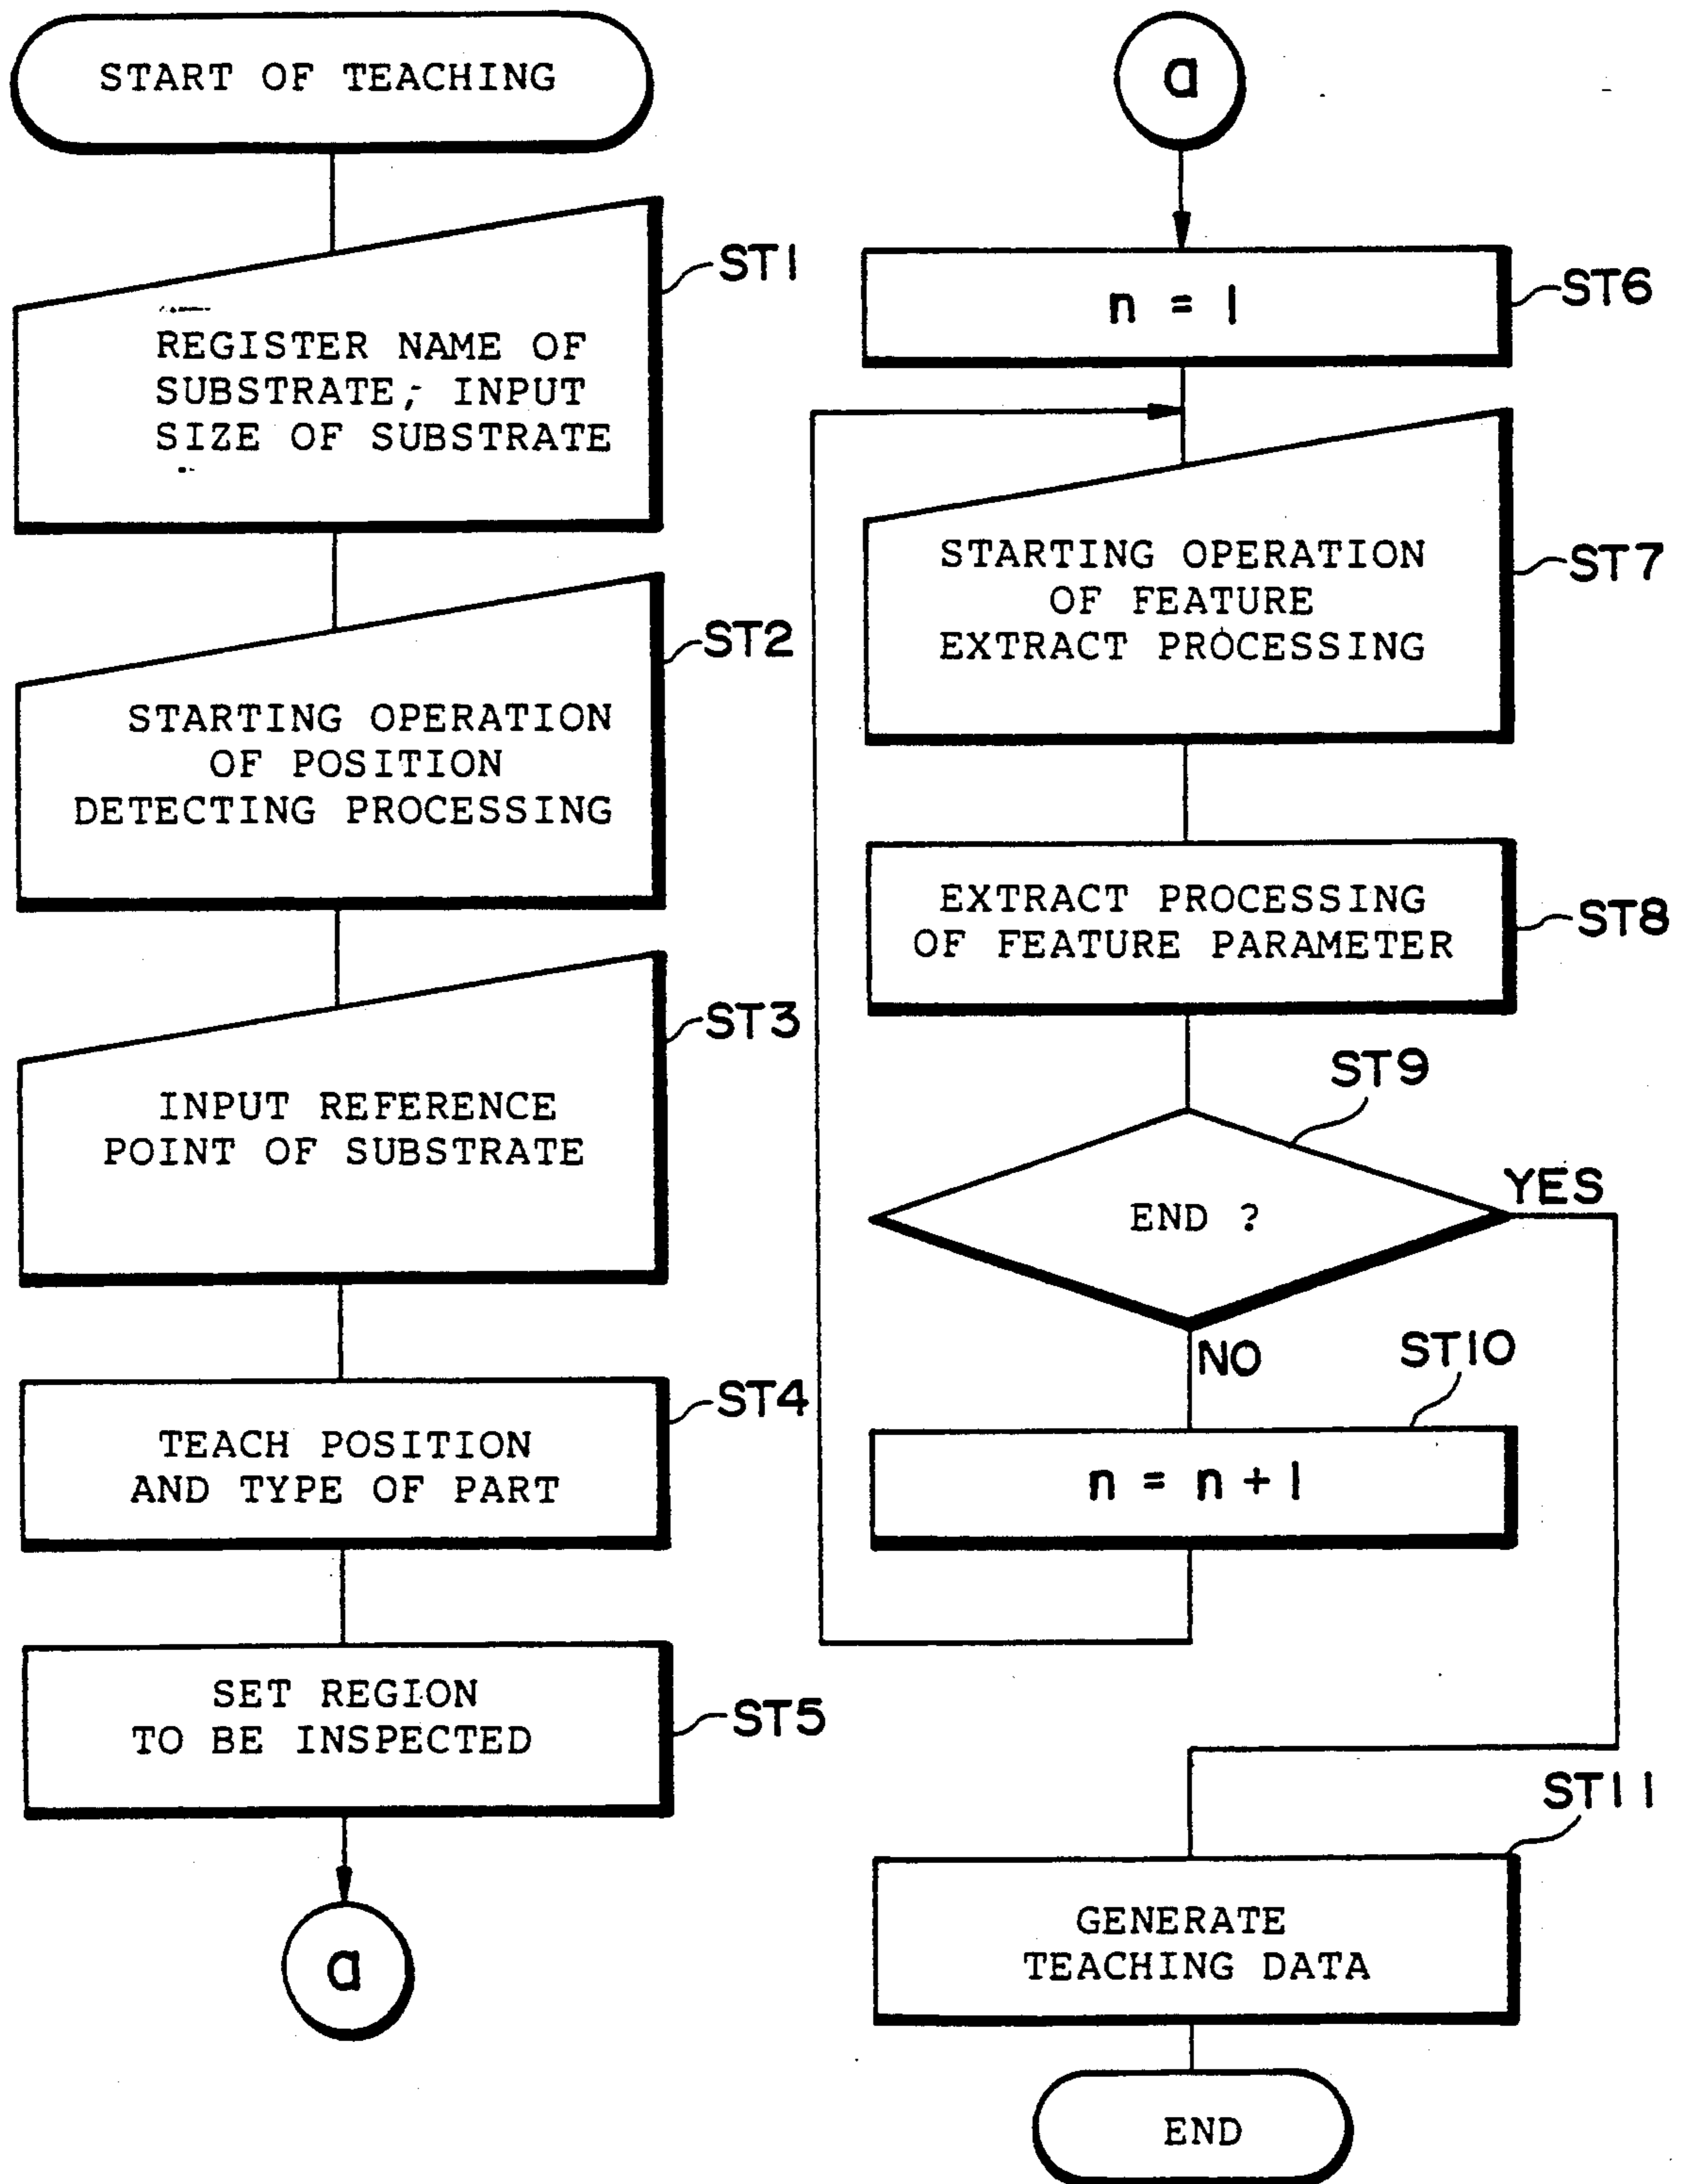 START OF TEACHING
ST1
REGISTER NAME OF
SUBSTRATE; INPUT
SIZE OF SUBSTRATE
ST2
STARTING OPERATION
OF POSITION
DETECTING PROCESSING
ST3
INPUT REFERENCE
POINT OF SUBSTRATE
ST4
TEACH POSITION
AND TYPE OF PART
ST5
SET REGION
TO BE INSPECTED
a
a
ST6
n = 1
ST7
STARTING OPERATION
OF FEATURE
EXTRACT PROCESSING
ST8
EXTRACT PROCESSING
OF FEATURE PARAMETER
ST9
END ?
YES
NO
ST10
n = n + 1
ST11
GENERATE
TEACHING DATA
END